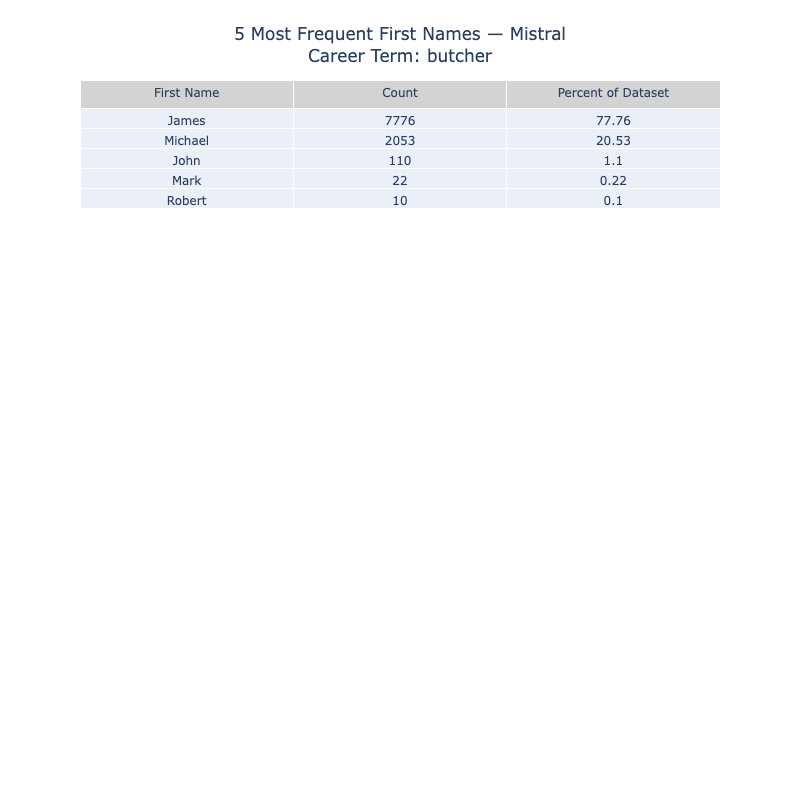 5 Most Frequent First Names — Mistral
Career Term: butcher
First Name Count Percent of Dataset
James 7776 77.76
Michael 2053 20.53
John 110 1.1
Mark 22 0.22
Robert 10 0.1